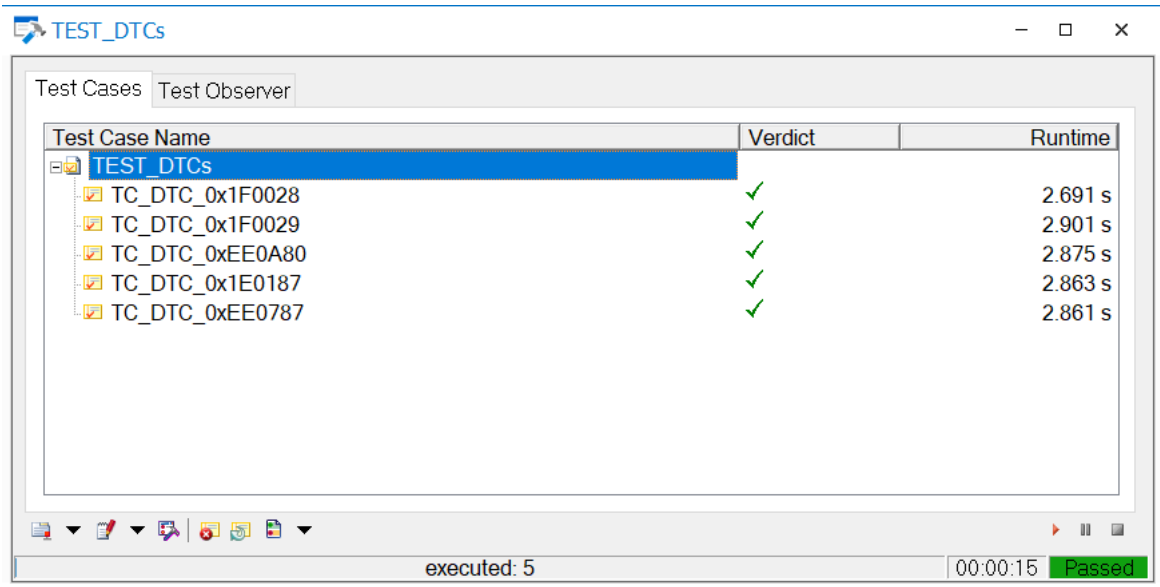 TEST_DTCs
Test Cases Test Observer
Test Case Name Verdict Runtime
TEST_DTCs
TC_DTC_0x1F0028 2.691 s
TC_DTC_0x1F0029 2.901 s
TC_DTC_0xEE0A80 2.875 s
TC_DTC_0x1E0187 2.863 s
TC_DTC_0xEE0787 2.861 s
executed: 5 00:00:15 Passed